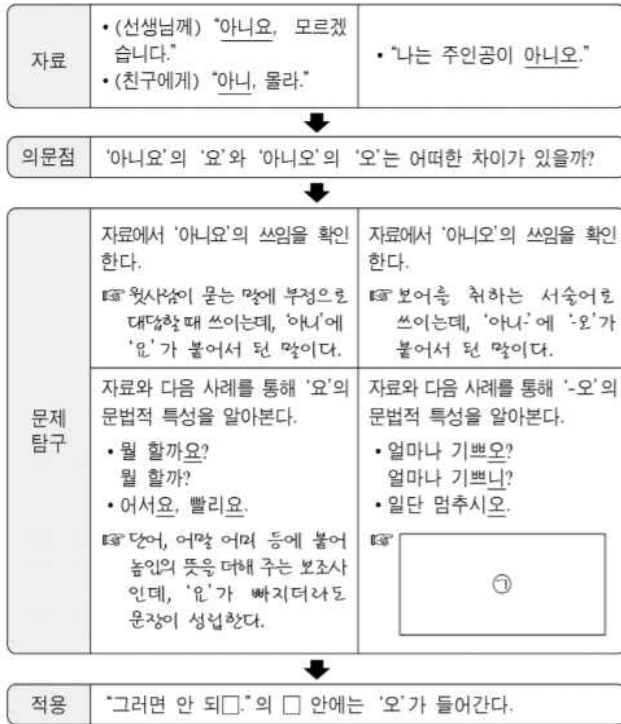 자료
• (선생님께) “아니요, 모르겠
습니다.”
• (친구에게) “아니, 몰라.”
• “나는 주인공이 아니오.”
의문점
‘아니요’의 ‘요’와 ‘아니오’의 ‘오’는 어떠한 차이가 있을까?
문제
탐구
자료에서 ‘아니요’의 쓰임을 확인
한다.
☞ 윗사람이 묻는 말에 부정으로
대답할 때 쓰이는데, ‘아니’에
‘요’가 붙어서 된 말이다.
자료에서 ‘아니오’의 쓰임을 확인
한다.
☞ 보어를 취하는 서술어로
쓰이는데, ‘아니-’에 ‘-오’가
붙어서 된 말이다.
자료와 다음 사례를 통해 ‘요’의
문법적 특성을 알아본다.
• 뭘 할까요?
뭘 할까?
• 어서요, 빨리요.
☞ 단어, 어말 어미 등에 붙어
높임의 뜻을 더해 주는 보조사
인데, ‘요’가 빠지더라도
문장이 성립한다.
자료와 다음 사례를 통해 ‘-오’의
문법적 특성을 알아본다.
• 얼마나 기쁘오?
얼마나 기쁘니?
• 일단 멈추시오.
☞
㉠
적용
“그러면 안 되□.”의 □ 안에는 ‘오’가 들어간다.